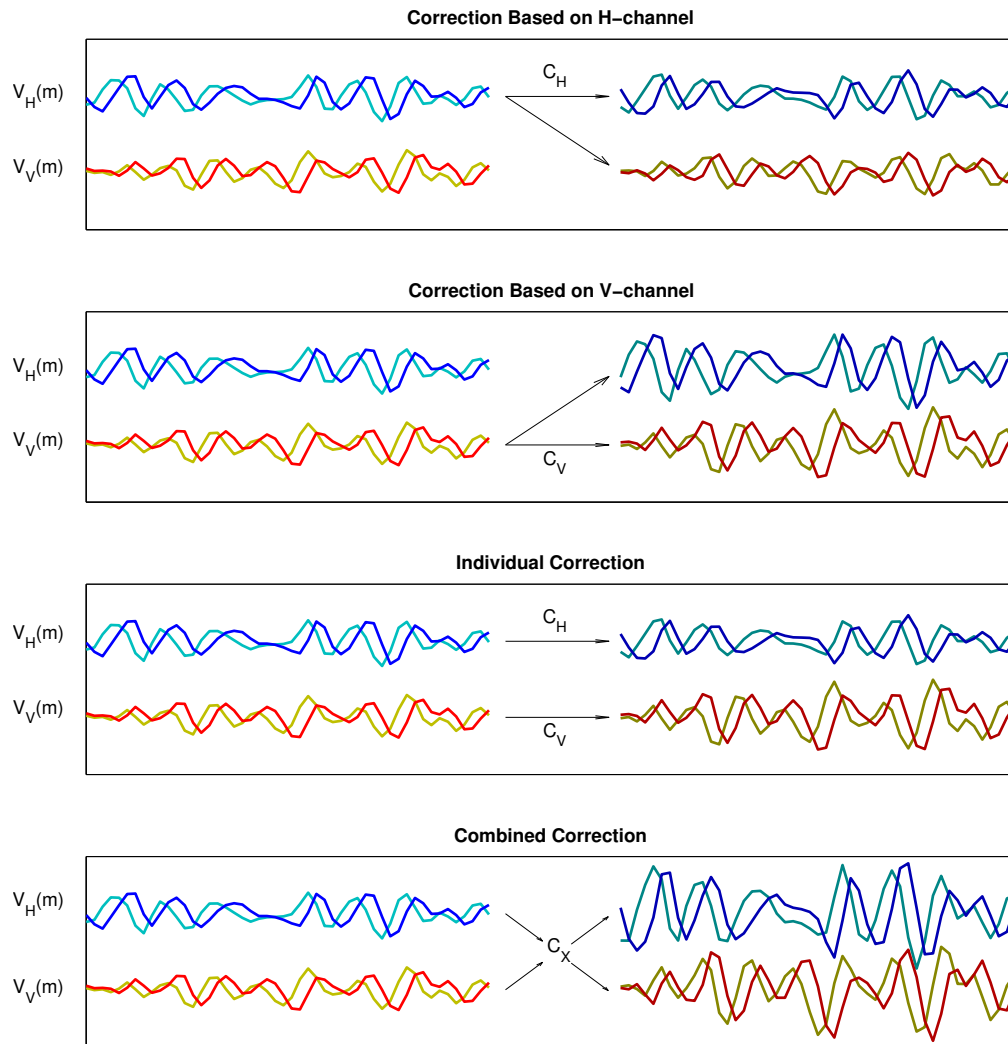 Correction Based on H−channel
V_H(m)
C_H
V_V(m)
Correction Based on V−channel
V_H(m)
V_V(m)
C_V
Individual Correction
V_H(m)
C_H
V_V(m)
C_V
Combined Correction
V_H(m)
C_X
V_V(m)